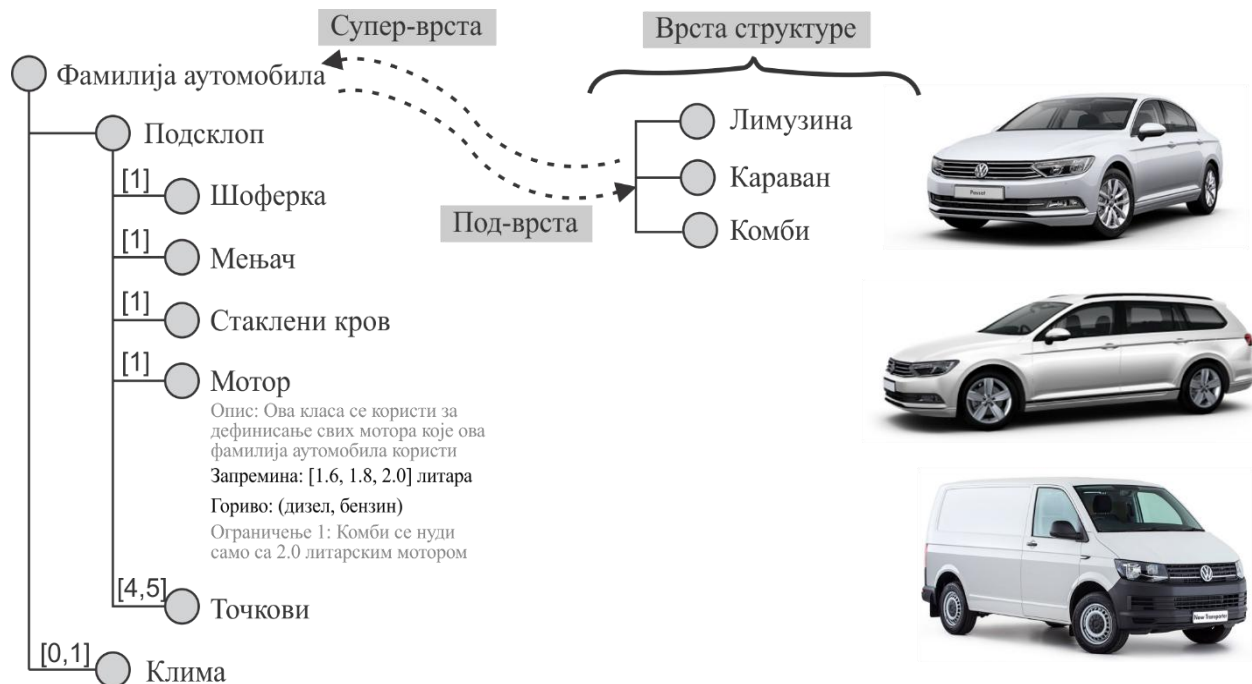 Супер-врста
Врста структуре
Фамилија аутомобила
Подсклоп
Лимузина
[1]
Шоферка
Караван
Под-врста
Комби
[1]
Мењач
[1]
Стаклени кров
[1]
Мотор
Опис: Ова класа се користи за
дефинисање свих мотора које ова
фамилија аутомобила користи
Запремина: [1.6, 1.8, 2.0] литара
Гориво: (дизел, бензин)
Ограничење 1: Комби се нуди
само са 2.0 литарским мотором
[4,5]
Точкови
[0,1]
Клима
Passat
New Transporter